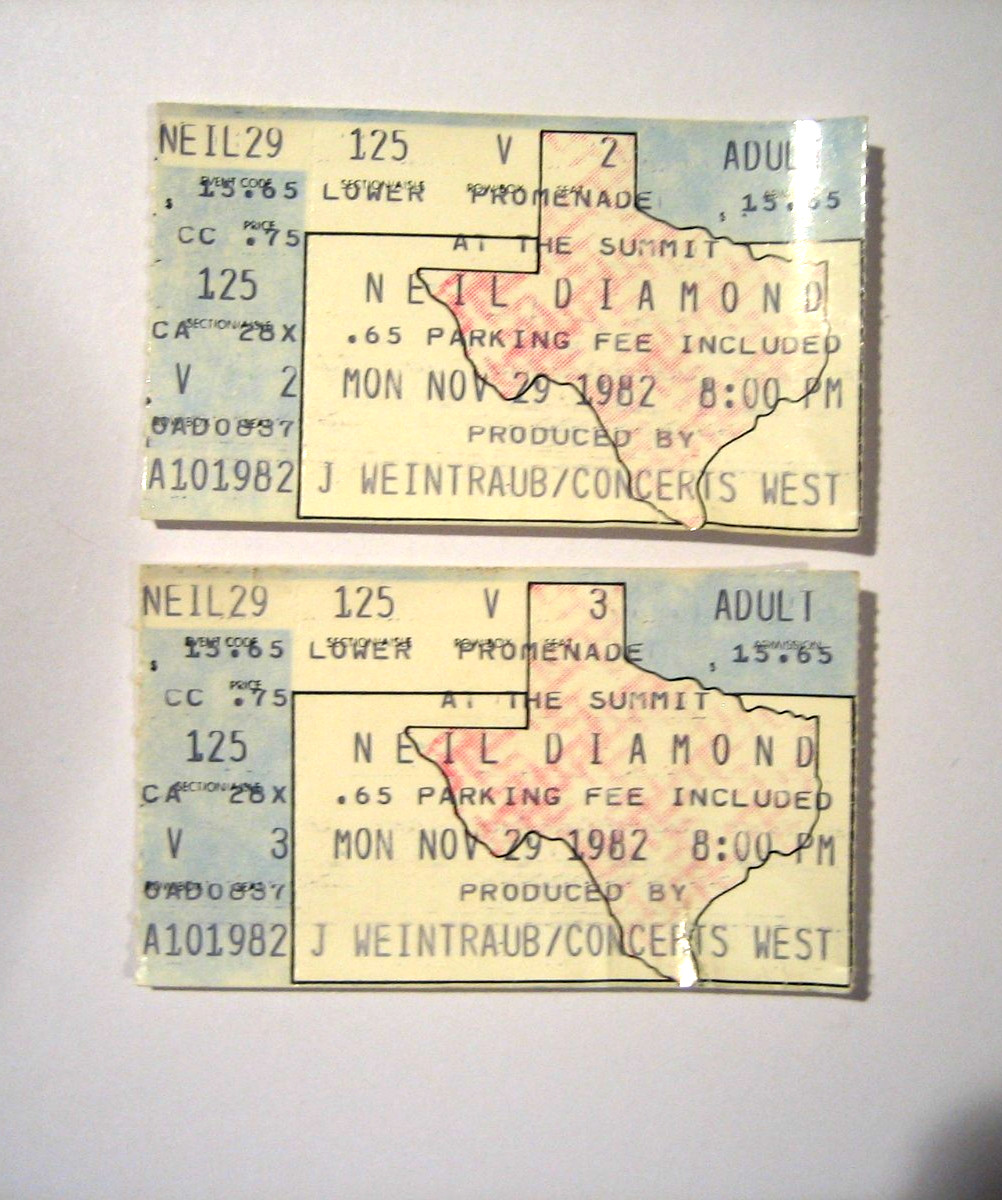 NEIL29 125 V 2 ADULT
EVENT CODE SECTION/AISLE ROW/BOX SEAT ADMISSION
$ 15.65 LOWER PROMENADE $ 15.65
PRICE
CC .75 AT THE SUMMIT
125 NEIL DIAMOND
SECTION/AISLE
CA 28X .65 PARKING FEE INCLUDED
V 2 MON NOV 29 1982 8:00 PM
ROW/BOX SEAT
PRODUCED BY
A101982 J WEINTRAUB/CONCERTS WEST
NEIL29 125 V 3 ADULT
EVENT CODE SECTION/AISLE ROW/BOX SEAT ADMISSION
$ 15.65 LOWER PROMENADE $ 15.65
PRICE
CC .75 AT THE SUMMIT
125 NEIL DIAMOND
SECTION/AISLE
CA 28X .65 PARKING FEE INCLUDED
V 3 MON NOV 29 1982 8:00 PM
ROW/BOX SEAT
PRODUCED BY
A101982 J WEINTRAUB/CONCERTS WEST